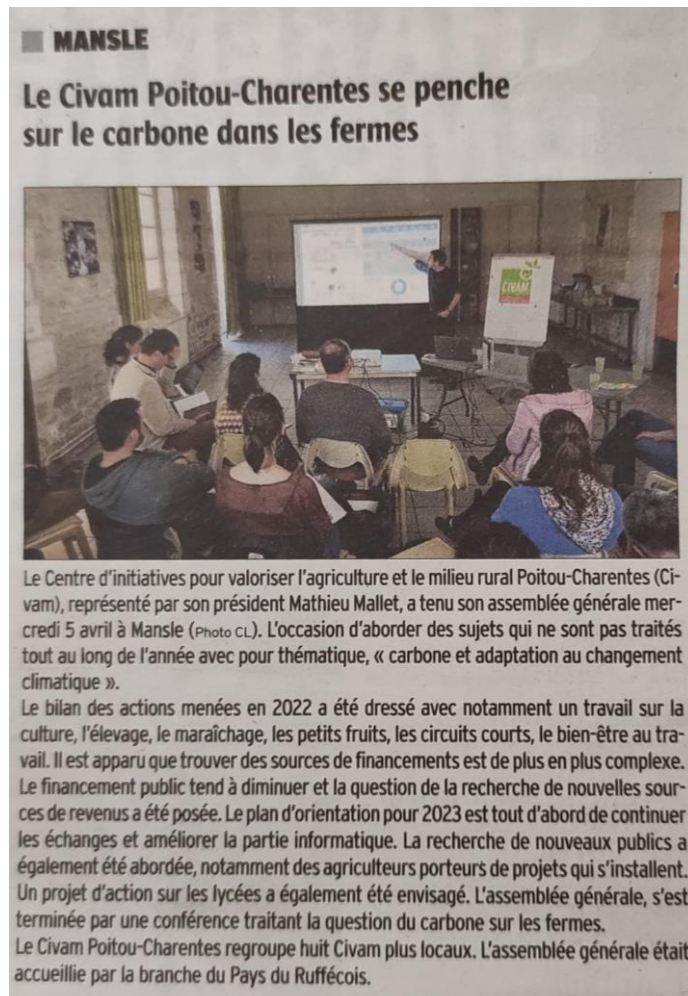 MANSLE
Le Civam Poitou-Charentes se penche
sur le carbone dans les fermes
CIVAM
Le Centre d'initiatives pour valoriser l'agriculture et le milieu rural Poitou-Charentes (Ci-
vam), représenté par son président Mathieu Mallet, a tenu son assemblée générale mer-
credi 5 avril à Mansle (Photo CL). L'occasion d'aborder des sujets qui ne sont pas traités
tout au long de l'année avec pour thématique, « carbone et adaptation au changement
climatique ».
Le bilan des actions menées en 2022 a été dressé avec notamment un travail sur la
culture, l'élevage, le maraîchage, les petits fruits, les circuits courts, le bien-être au tra-
vail. Il est apparu que trouver des sources de financements est de plus en plus complexe.
Le financement public tend à diminuer et la question de la recherche de nouvelles sour-
ces de revenus a été posée. Le plan d'orientation pour 2023 est tout d'abord de continuer
les échanges et améliorer la partie informatique. La recherche de nouveaux publics a
également été abordée, notamment des agriculteurs porteurs de projets qui s'installent.
Un projet d'action sur les lycées a également été envisagé. L'assemblée générale, s'est
terminée par une conférence traitant la question du carbone sur les fermes.
Le Civam Poitou-Charentes regroupe huit Civam plus locaux. L'assemblée générale était
accueillie par la branche du Pays du Ruffécois.